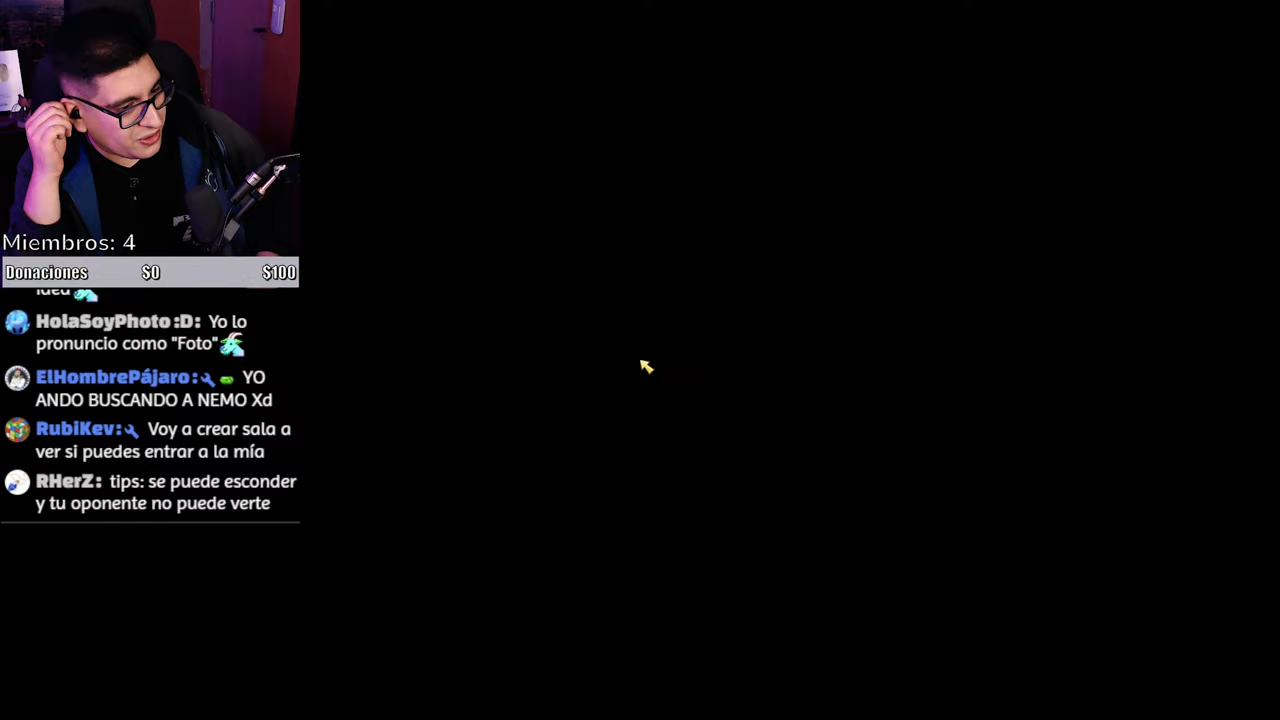 Miembros: 4
Donaciones $0 $100
idea
HolaSoyPhoto :D: Yo lo
pronuncio como "Foto"
ElHombrePájaro: YO
ANDO BUSCANDO A NEMO Xd
RubiKev: Voy a crear sala a
ver si puedes entrar a la mía
RHerZ: tips: se puede esconder
y tu oponente no puede verte